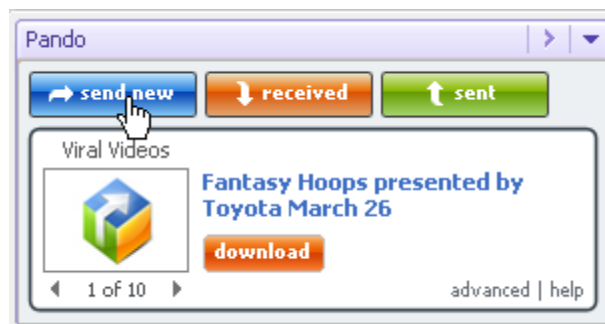 Pando
send new received sent
Viral Videos
Fantasy Hoops presented by
Toyota March 26
download
1 of 10
advanced | help